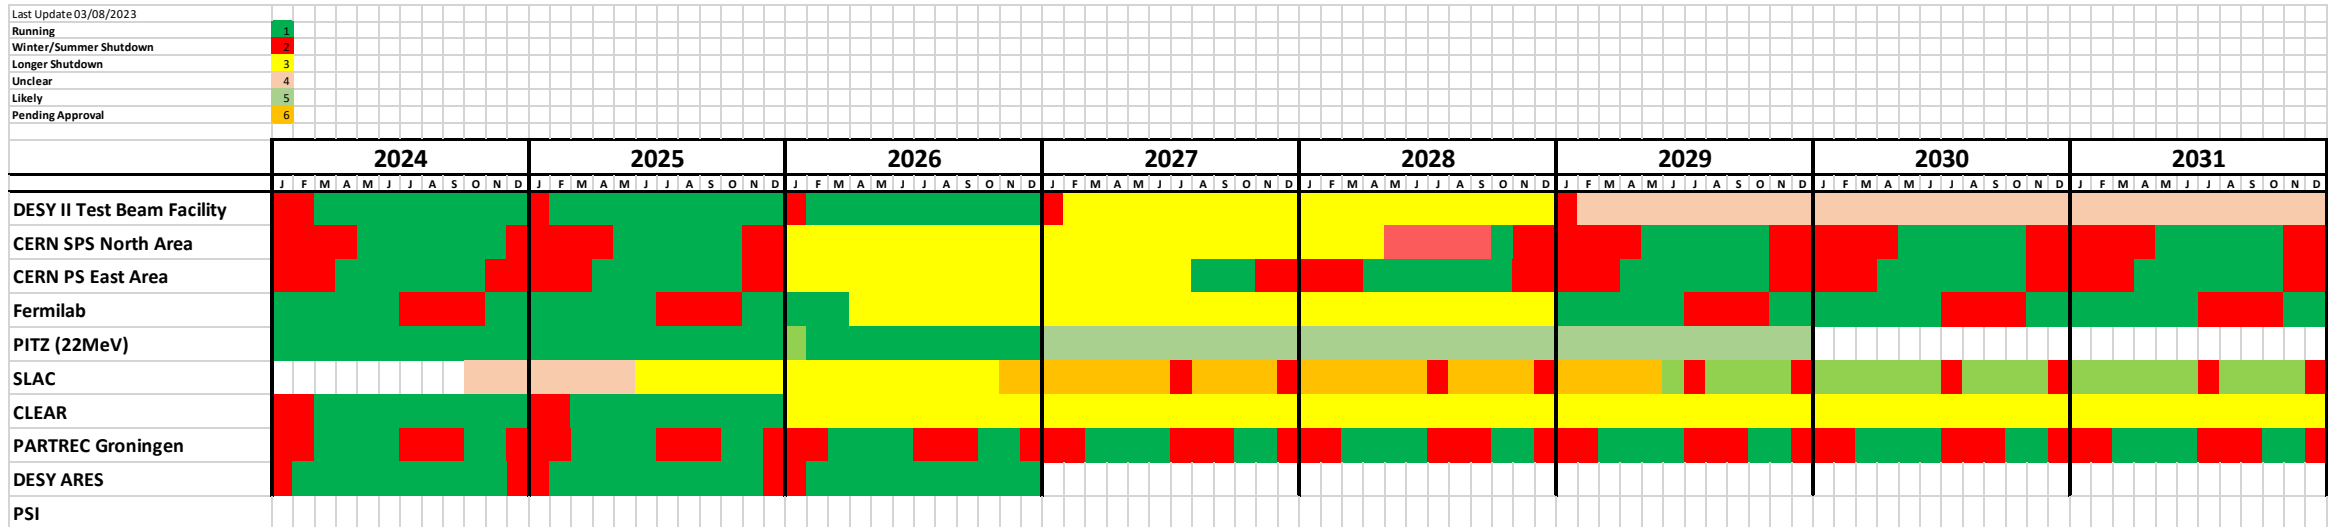 Last Update 03/08/2023
Running 1
Winter/Summer Shutdown 2
Longer Shutdown 3
Unclear 4
Likely 5
Pending Approval 6
2024 2025 2026 2027 2028 2029 2030 2031
J F M A M J J A S O N D J F M A M J J A S O N D J F M A M J J A S O N D J F M A M J J A S O N D J F M A M J J A S O N D J F M A M J J A S O N D J F M A M J J A S O N D J F M A M J J A S O N D
DESY II Test Beam Facility
CERN SPS North Area
CERN PS East Area
Fermilab
PITZ (22MeV)
SLAC
CLEAR
PARTREC Groningen
DESY ARES
PSI